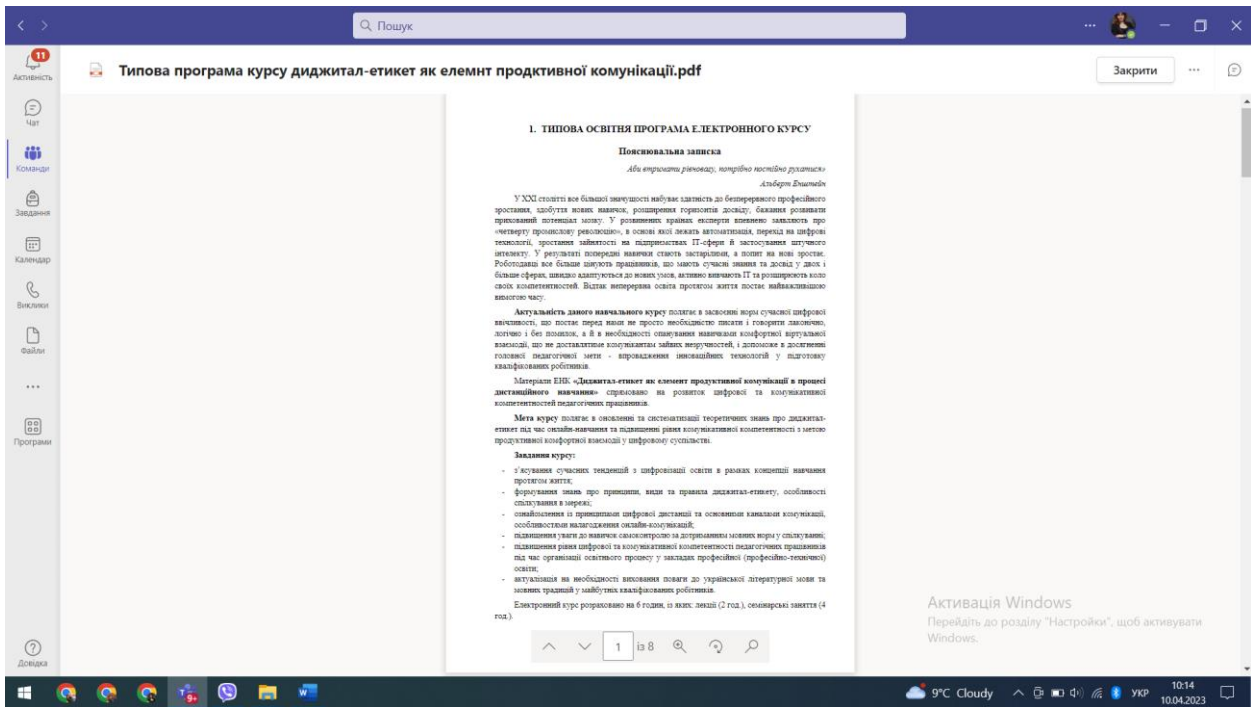 Пошук
11
Активність
Чат
Команди
Завдання
Календар
Виклики
Файли
Програми
Довідка
Типова програма курсу диджитал-етикет як елемнт продктивної комунікації.pdf
Закрити
1. ТИПОВА ОСВІТНЯ ПРОГРАМА ЕЛЕКТРОННОГО КУРСУ
Пояснювальна записка
Аби втримати рівновагу, потрібно постійно рухатися»
Альберт Енштейн
У ХХІ столітті все більшої значущості набуває здатність до безперервного професійного
зростання, здобуття нових навичок, розширення горизонтів досвіду, бажання розвивати
прихований потенціал мозку. У розвинених країнах експерти впевнено заявляють про
«четверту промислову революцію», в основі якої лежать автоматизація, перехід на цифрові
технології, зростання зайнятості на підприємствах ІТ-сфери й застосування штучного
інтелекту. У результаті попередні навички стають застарілими, а попит на нові зростає.
Роботодавці все більше цінують працівників, що мають сучасні знання та досвід у двох і
більше сферах, швидко адаптуються до нових умов, активно вивчають ІТ та розширюють коло
своїх компетентностей. Відтак неперервна освіта протягом життя постає найважливішою
вимогою часу.
Актуальність даного навчального курсу полягає в засвоєнні норм сучасної цифрової
ввічливості, що постає перед нами не просто необхідністю писати і говорити лаконічно,
логічно і без помилок, а й в необхідності опанування навичками комфортної віртуальної
взаємодії, що не доставлятиме комунікантам зайвих незручностей, і допоможе в досягненні
головної педагогічної мети - впровадження інноваційних технологій у підготовку
кваліфікованих робітників.
Матеріали ЕНК «Диджитал-етикет як елемент продуктивної комунікації в процесі
дистанційного навчання» спрямовано на розвиток цифрової та комунікативної
компетентностей педагогічних працівників.
Мета курсу полягає в оновленні та систематизації теоретичних знань про диджитал-
етикет під час онлайн-навчання та підвищенні рівня комунікативної компетентності з метою
продуктивної комфортної взаємодії у цифровому суспільстві.
Завдання курсу:
- з'ясування сучасних тенденцій з цифровізації освіти в рамках концепції навчання
протягом життя;
- формування знань про принципи, види та правила диджитал-етикету, особливості
спілкування в мережі;
- ознайомлення із принципами цифрової дистанції та основними каналами комунікації,
особливостями налагодження онлайн-комунікацій;
- підвищення уваги до навичок самоконтролю за дотриманням мовних норм у спілкуванні;
- підвищення рівня цифрової та комунікативної компетентності педагогічних працівників
під час організації освітнього процесу у закладах професійної (професійно-технічної)
освіти;
- актуалізація на необхідності виховання поваги до української літературної мови та
мовних традицій у майбутніх кваліфікованих робітників.
Електронний курс розраховано на 6 годин, із яких: лекції (2 год.), семінарські заняття (4
год.).
1 із 8
Активація Windows
Перейдіть до розділу "Настройки", щоб активувати
Windows.
9+
9°C Cloudy
УКР
10:14
10.04.2023